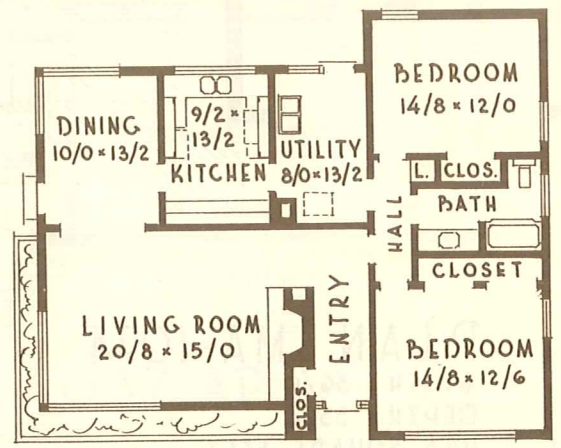 BEDROOM
14/8 × 12/0
DINING
10/0 × 13/2
9/2 ×
13/2
KITCHEN
UTILITY
8/0 × 13/2
L.
CLOS.
BATH
HALL
CLOSET
LIVING ROOM
20/8 × 15/0
ENTRY
CLOS.
BEDROOM
14/8 × 12/6